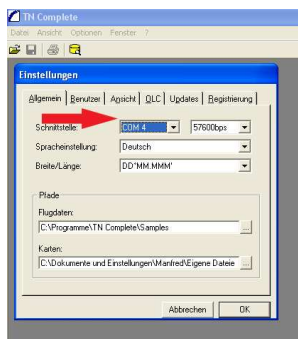 TN Complete
Datei Ansicht Optionen Fenster ?
Einstellungen
Allgemein Benutzer Ansicht OLC Updates Registrierung
Schnittstelle: COM 4 57600bps
Spracheinstellung: Deutsch
Breite/Länge: DD°MM.MMM'
Pfade
Flugdaten:
C:\Programme\TN Complete\Samples ...
Karten:
C:\Dokumente und Einstellungen\Manfred\Eigene Dateie ...
Abbrechen OK